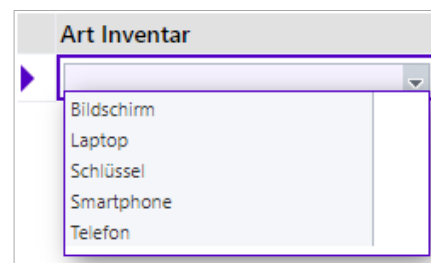 Art Inventar
Bildschirm
Laptop
Schlüssel
Smartphone
Telefon